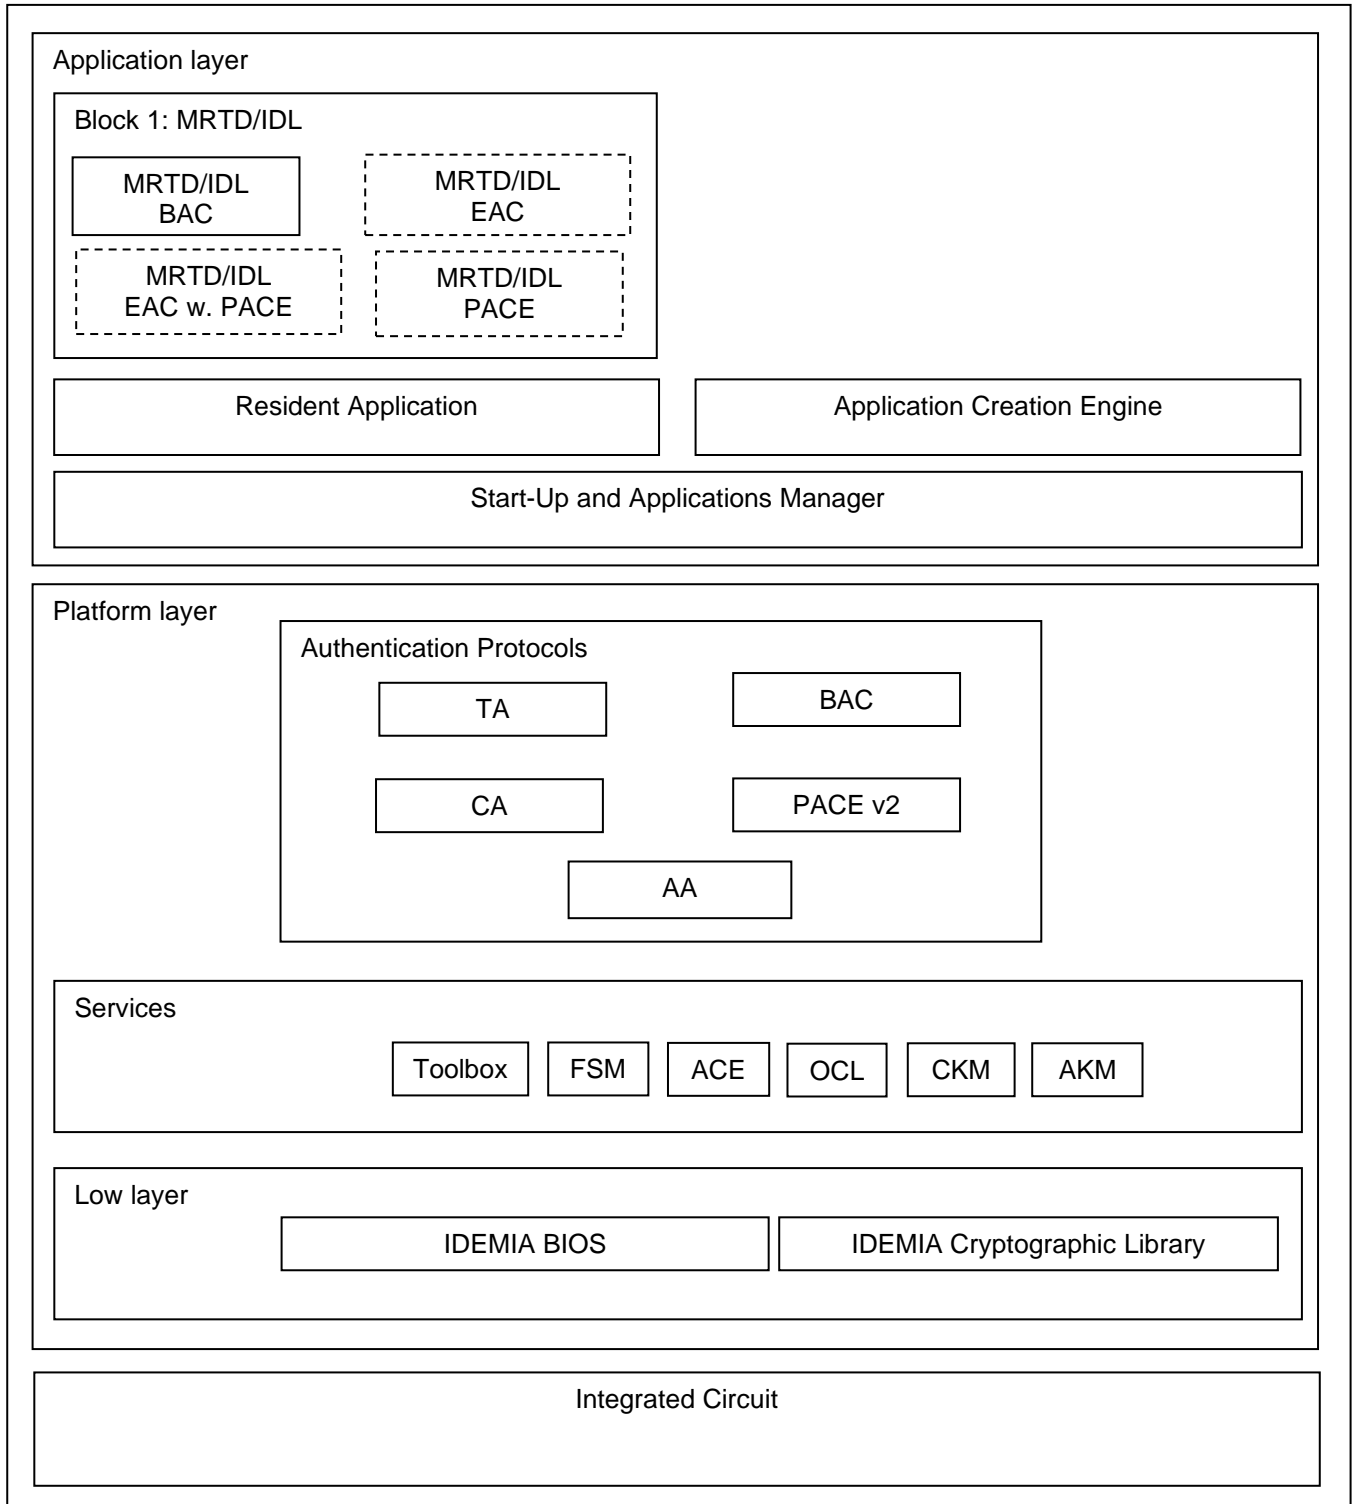 Application layer
Block 1: MRTD/IDL
MRTD/IDL
BAC
MRTD/IDL
EAC
MRTD/IDL
EAC w. PACE
MRTD/IDL
PACE
Resident Application
Application Creation Engine
Start-Up and Applications Manager
Platform layer
Authentication Protocols
TA
BAC
CA
PACE v2
AA
Services
Toolbox
FSM
ACE
OCL
CKM
AKM
Low layer
IDEMIA BIOS
IDEMIA Cryptographic Library
Integrated Circuit